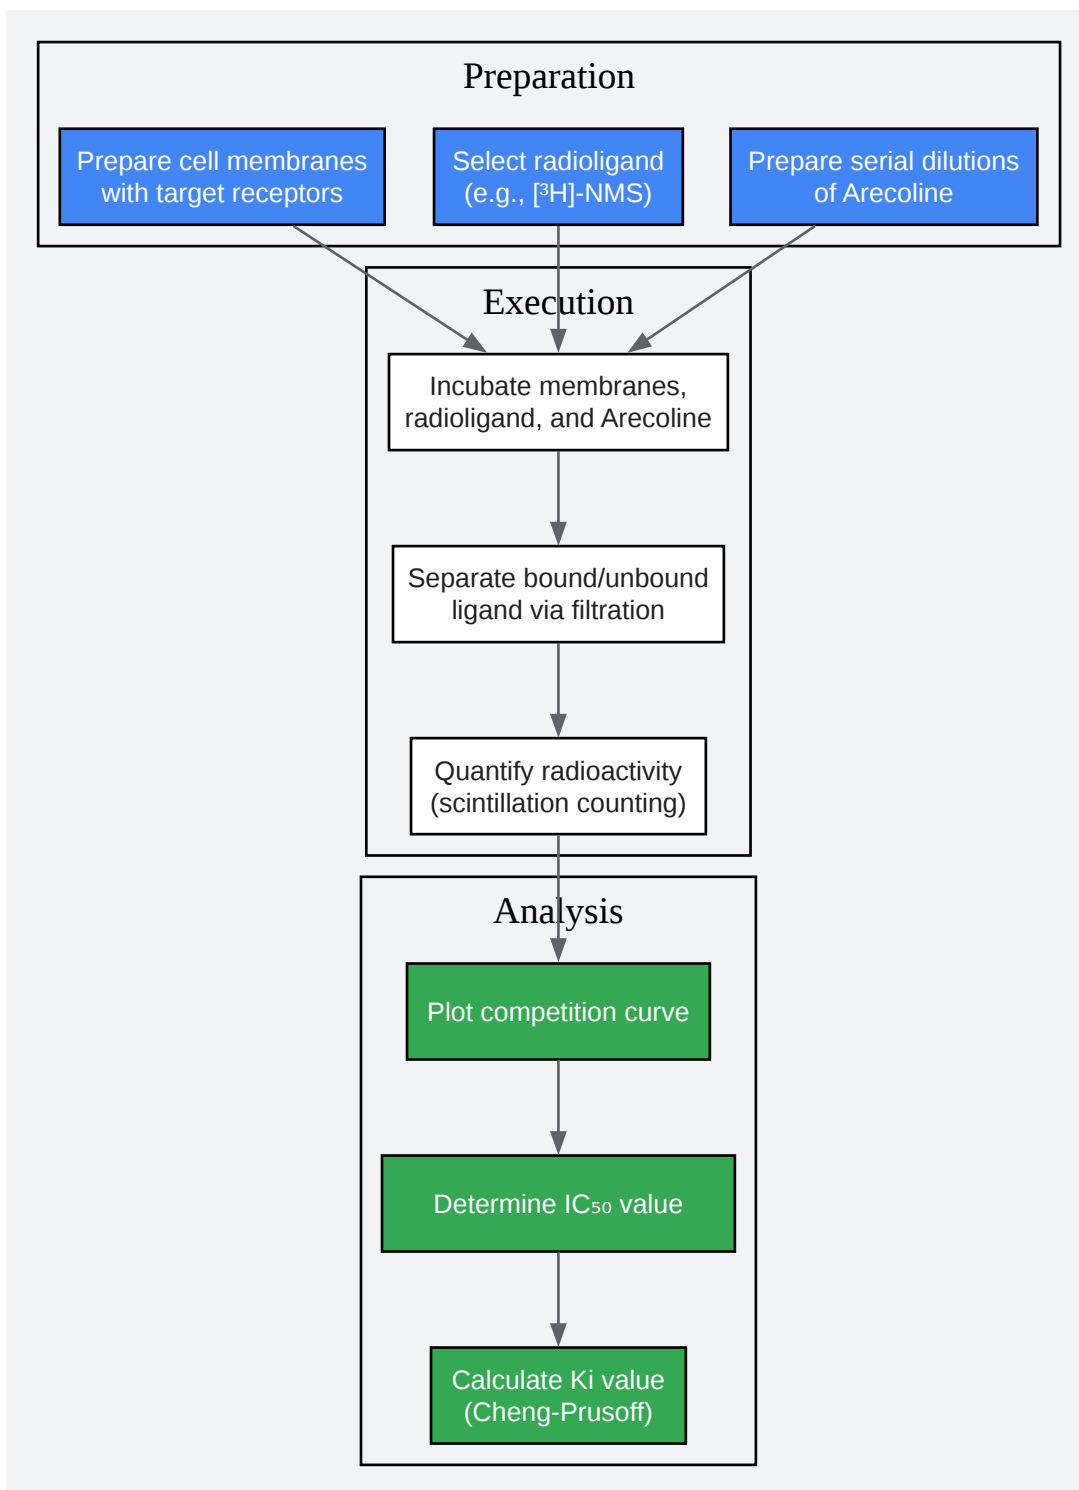 Preparation
Prepare cell membranes
with target receptors
Select radioligand
(e.g., [³H]-NMS)
Prepare serial dilutions
of Arecoline
Execution
Incubate membranes,
radioligand, and Arecoline
Separate bound/unbound
ligand via filtration
Quantify radioactivity
(scintillation counting)
Analysis
Plot competition curve
Determine IC₅₀ value
Calculate Ki value
(Cheng-Prusoff)